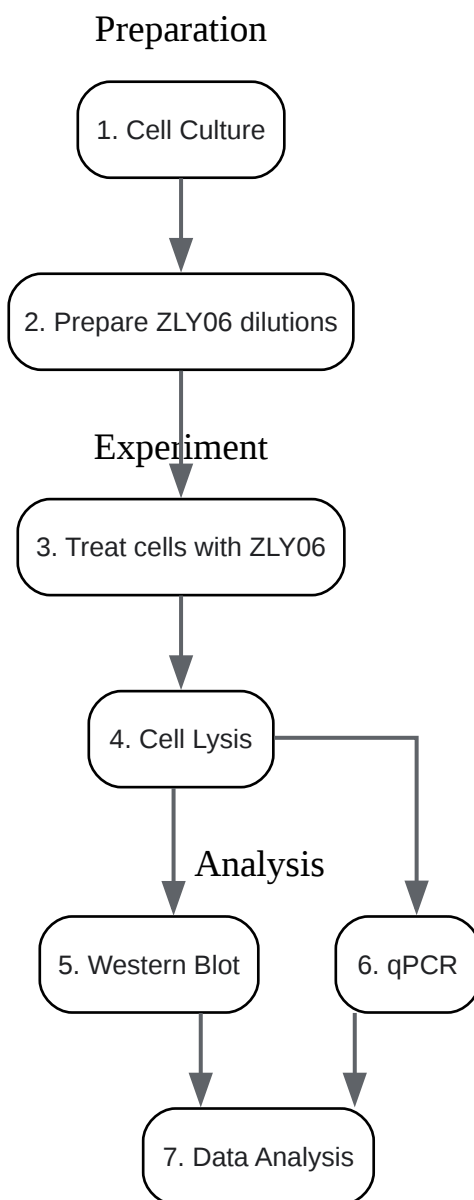 Preparation
1. Cell Culture
2. Prepare ZLY06 dilutions
Experiment
3. Treat cells with ZLY06
4. Cell Lysis
Analysis
5. Western Blot
6. qPCR
7. Data Analysis